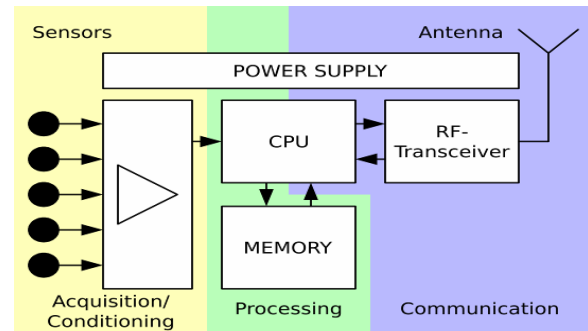 Sensors
Antenna
POWER SUPPLY
CPU
RF-
Transceiver
MEMORY
Acquisition/
Conditioning
Processing
Communication